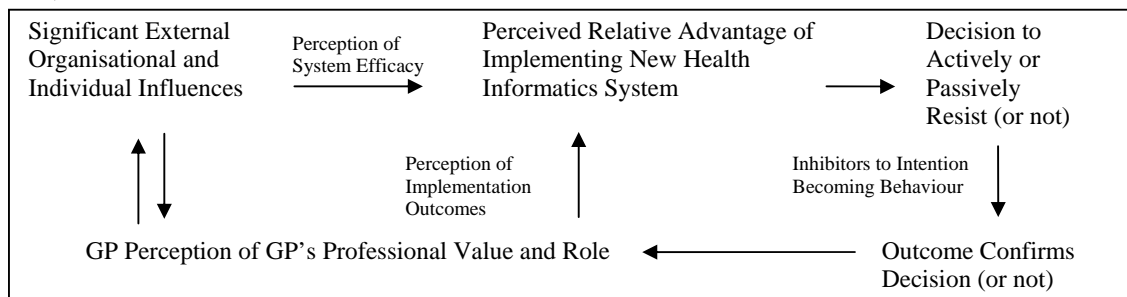 Significant External
Organisational and
Individual Influences
Perception of
System Efficacy
Perceived Relative Advantage of
Implementing New Health
Informatics System
Decision to
Actively or
Passively
Resist (or not)
Perception of
Implementation
Outcomes
Inhibitors to Intention
Becoming Behaviour
GP Perception of GP’s Professional Value and Role
Outcome Confirms
Decision (or not)